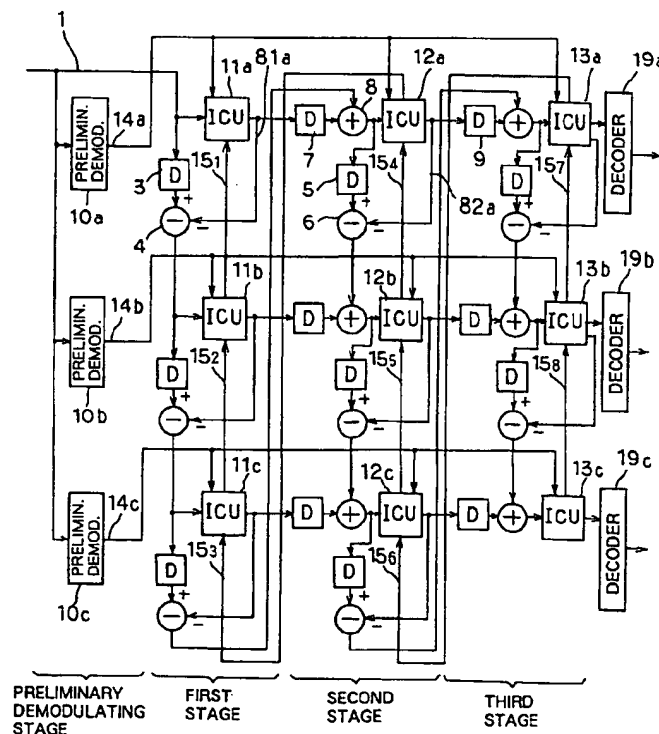 1
11a
81a
12a
13a
19a
14a
8
PRELIMIN. DEMOD.
ICU
D
+
ICU
D
+
ICU
DECODER
10a
3
D
+
−
4
−
15₁
7
5
D
+
6
−
−
15₄
82a
9
D
+
−
−
15₇
11b
12b
13b
19b
14b
PRELIMIN. DEMOD.
ICU
D
+
ICU
D
+
ICU
DECODER
10b
15₂
D
+
−
−
15₅
D
+
−
−
15₈
D
+
−
−
11c
12c
13c
19c
14c
PRELIMIN. DEMOD.
ICU
D
+
ICU
D
+
ICU
DECODER
10c
15₃
D
+
−
−
15₆
D
+
−
−
PRELIMINARY
DEMODULATING
STAGE
FIRST
STAGE
SECOND
STAGE
THIRD
STAGE